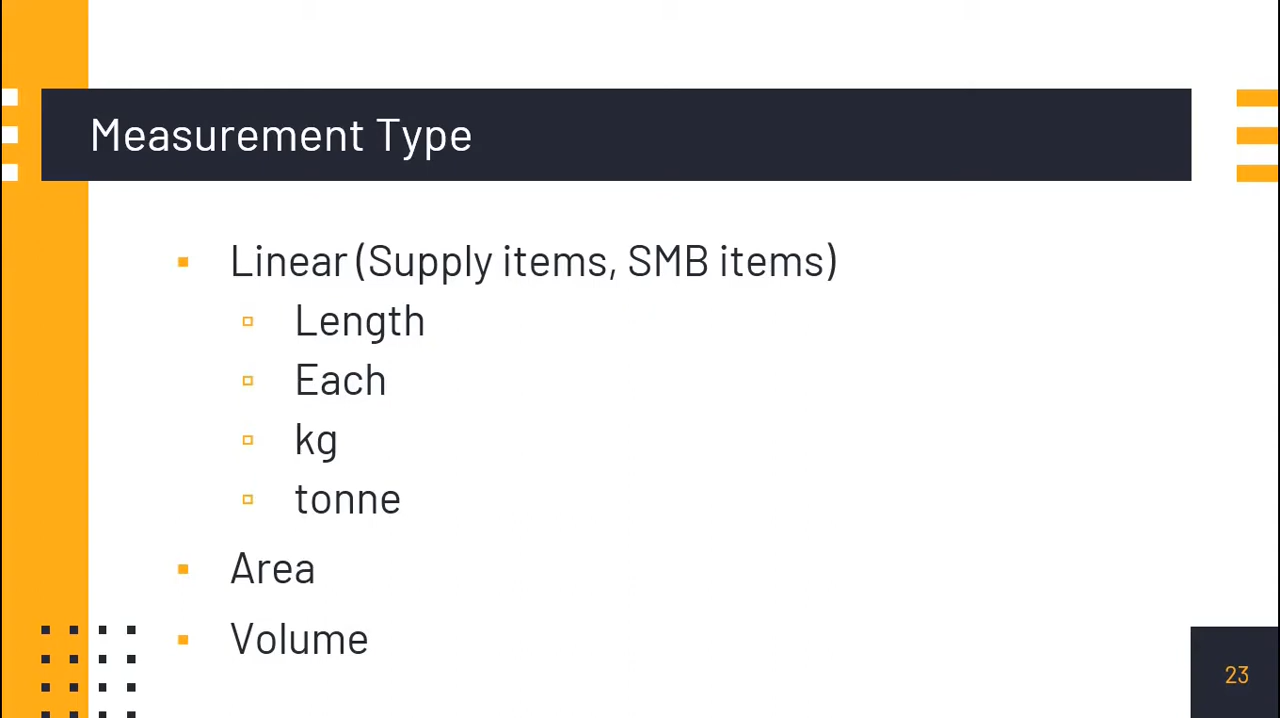 Measurement Type
Linear (Supply items, SMB items)
Length
Each
kg
tonne
Area
Volume
23